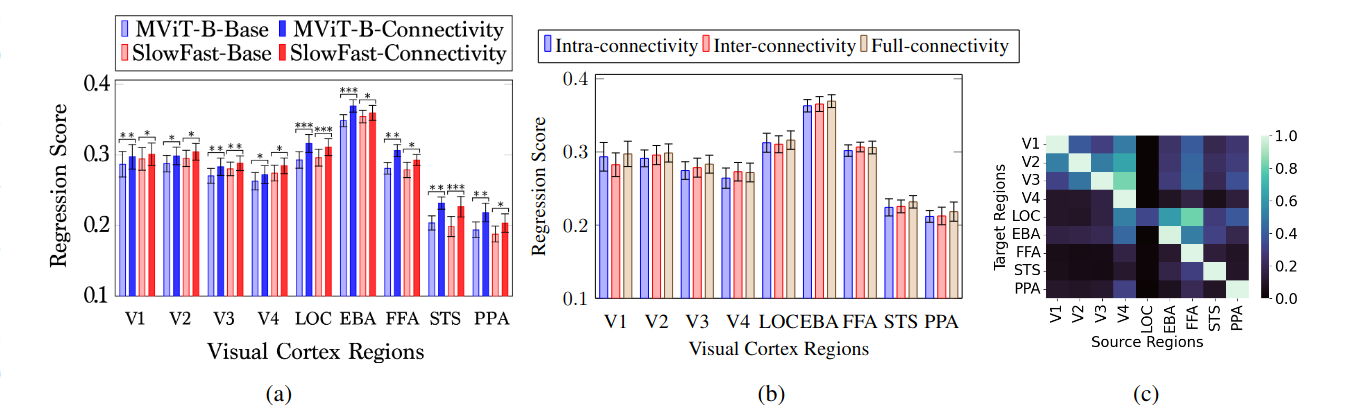 MViT-B-Base MViT-B-Connectivity
SlowFast-Base SlowFast-Connectivity
0.4
0.3
0.2
0.1
Regression Score
** * * * ** ** * * *** *** *** * ** * ** *** ** *
V1 V2 V3 V4 LOC EBA FFA STS PPA
Visual Cortex Regions
(a)
Intra-connectivity Inter-connectivity Full-connectivity
0.4
0.3
0.2
0.1
Regression Score
V1 V2 V3 V4 LOC EBA FFA STS PPA
Visual Cortex Regions
(b)
Target Regions
V1
V2
V3
V4
LOC
EBA
FFA
STS
PPA
V1 V2 V3 V4 LOC EBA FFA STS PPA
Source Regions
1.0
0.8
0.6
0.4
0.2
0.0
(c)